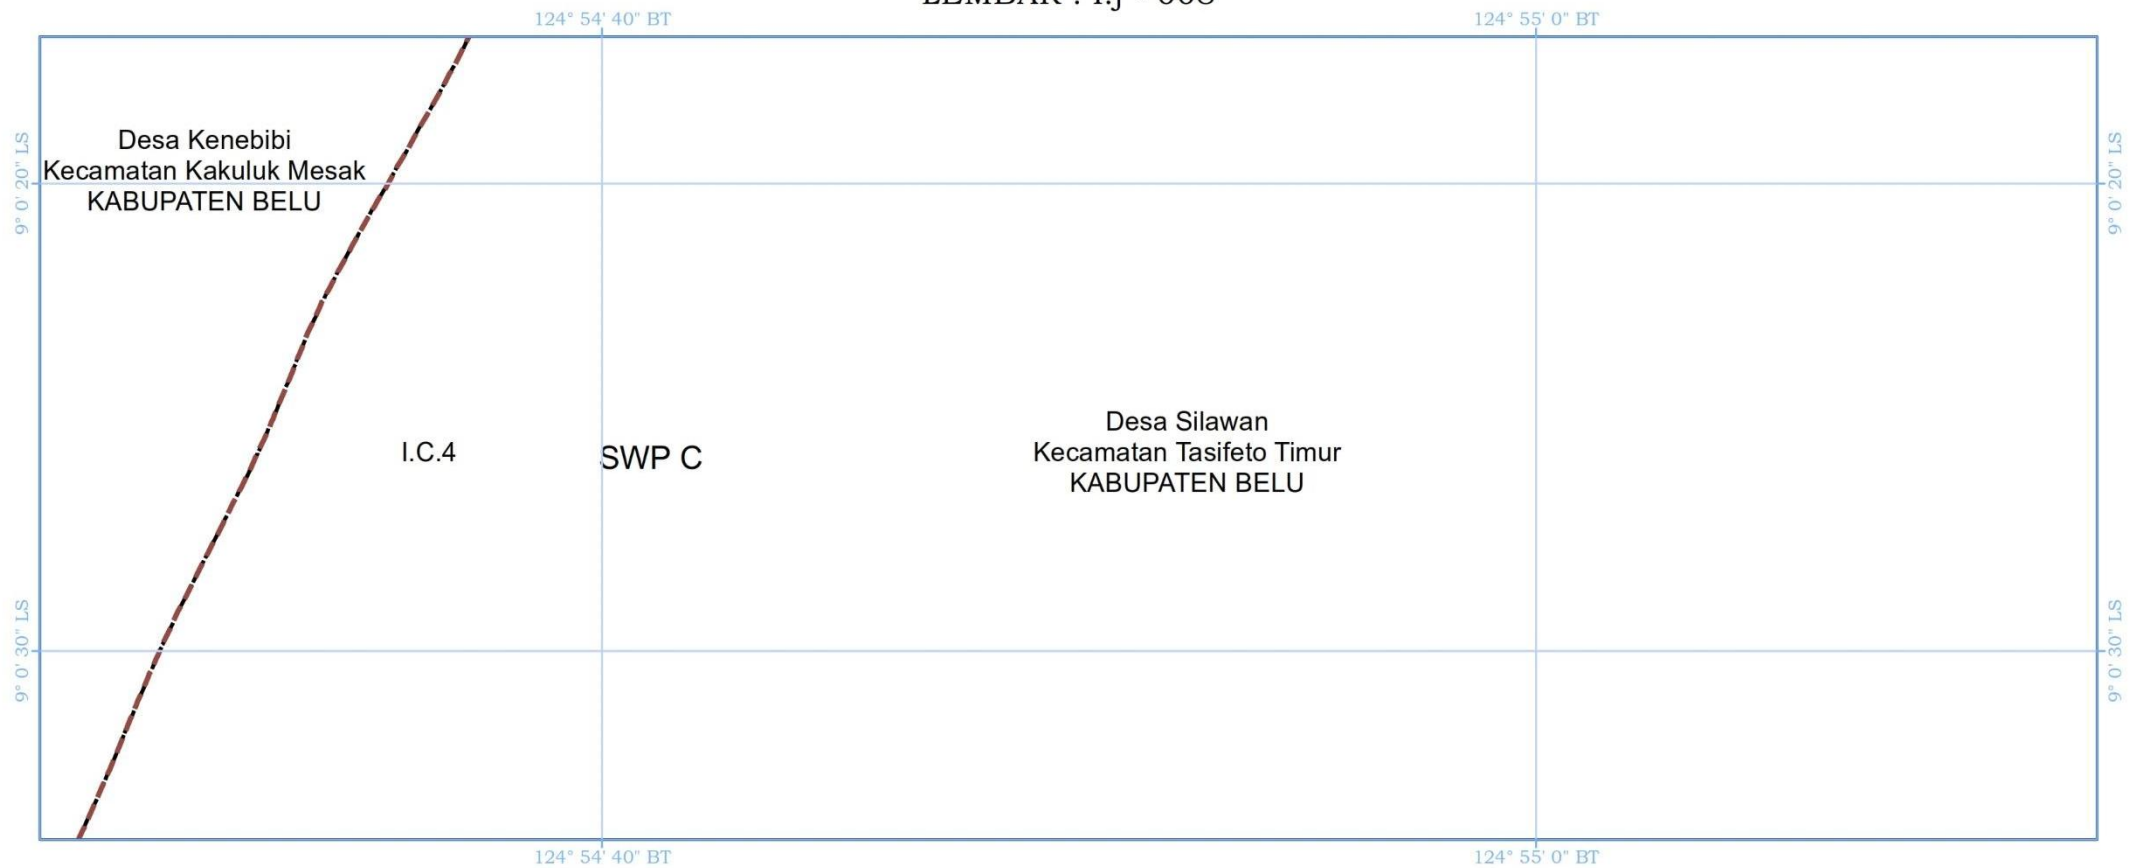 124° 54' 40" BT
124° 55' 0" BT
Desa Kenebibi
Kecamatan Kakuluk Mesak
KABUPATEN BELU
9° 0' 20" LS
9° 0' 20" LS
Desa Silawan
Kecamatan Tasifeto Timur
KABUPATEN BELU
I.C.4
SWP C
9° 0' 30" LS
9° 0' 30" LS
124° 54' 40" BT
124° 55' 0" BT